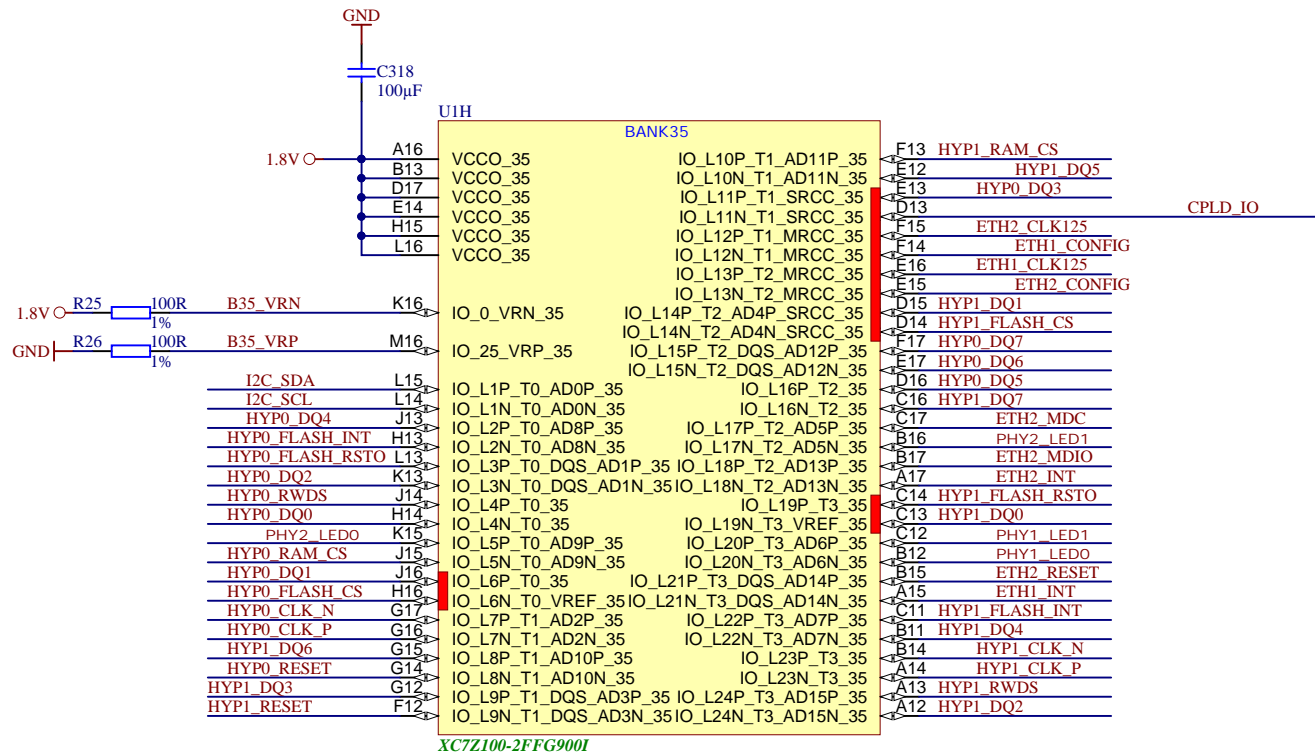 GND
C318
100µF
U1H
BANK35
1.8V
A16 VCCO_35
B13 VCCO_35
D17 VCCO_35
E14 VCCO_35
H15 VCCO_35
L16 VCCO_35
1.8V R25 100R 1% B35_VRN K16 IO_0_VRN_35
GND R26 100R 1% B35_VRP M16 IO_25_VRP_35
I2C_SDA L15 IO_L1P_T0_AD0P_35
I2C_SCL L14 IO_L1N_T0_AD0N_35
HYP0_DQ4 J13 IO_L2P_T0_AD8P_35
HYP0_FLASH_INT H13 IO_L2N_T0_AD8N_35
HYP0_FLASH_RSTO L13 IO_L3P_T0_DQS_AD1P_35
HYP0_DQ2 K13 IO_L3N_T0_DQS_AD1N_35
HYP0_RWDS J14 IO_L4P_T0_35
HYP0_DQ0 H14 IO_L4N_T0_35
PHY2_LED0 K15 IO_L5P_T0_AD9P_35
HYP0_RAM_CS J15 IO_L5N_T0_AD9N_35
HYP0_DQ1 J16 IO_L6P_T0_35
HYP0_FLASH_CS H16 IO_L6N_T0_VREF_35
HYP0_CLK_N G17 IO_L7P_T1_AD2P_35
HYP0_CLK_P G16 IO_L7N_T1_AD2N_35
HYP1_DQ6 G15 IO_L8P_T1_AD10P_35
HYP0_RESET G14 IO_L8N_T1_AD10N_35
HYP1_DQ3 G12 IO_L9P_T1_DQS_AD3P_35
HYP1_RESET F12 IO_L9N_T1_DQS_AD3N_35
IO_L10P_T1_AD11P_35 F13 HYP1_RAM_CS
IO_L10N_T1_AD11N_35 E12 HYP1_DQ5
IO_L11P_T1_SRCC_35 E13 HYP0_DQ3
IO_L11N_T1_SRCC_35 D13 CPLD_IO
IO_L12P_T1_MRCC_35 F15 ETH2_CLK125
IO_L12N_T1_MRCC_35 F14 ETH1_CONFIG
IO_L13P_T2_MRCC_35 E16 ETH1_CLK125
IO_L13N_T2_MRCC_35 E15 ETH2_CONFIG
IO_L14P_T2_AD4P_SRCC_35 D15 HYP1_DQ1
IO_L14N_T2_AD4N_SRCC_35 D14 HYP1_FLASH_CS
IO_L15P_T2_DQS_AD12P_35 F17 HYP0_DQ7
IO_L15N_T2_DQS_AD12N_35 E17 HYP0_DQ6
IO_L16P_T2_35 D16 HYP0_DQ5
IO_L16N_T2_35 C16 HYP1_DQ7
IO_L17P_T2_AD5P_35 C17 ETH2_MDC
IO_L17N_T2_AD5N_35 B16 PHY2_LED1
IO_L18P_T2_AD13P_35 B17 ETH2_MDIO
IO_L18N_T2_AD13N_35 A17 ETH2_INT
IO_L19P_T3_35 C14 HYP1_FLASH_RSTO
IO_L19N_T3_VREF_35 C13 HYP1_DQ0
IO_L20P_T3_AD6P_35 C12 PHY1_LED1
IO_L20N_T3_AD6N_35 B12 PHY1_LED0
IO_L21P_T3_DQS_AD14P_35 B15 ETH2_RESET
IO_L21N_T3_DQS_AD14N_35 A15 ETH1_INT
IO_L22P_T3_AD7P_35 C11 HYP1_FLASH_INT
IO_L22N_T3_AD7N_35 B11 HYP1_DQ4
IO_L23P_T3_35 B14 HYP1_CLK_N
IO_L23N_T3_35 A14 HYP1_CLK_P
IO_L24P_T3_AD15P_35 A13 HYP1_RWDS
IO_L24N_T3_AD15N_35 A12 HYP1_DQ2
XC7Z100-2FFG900I